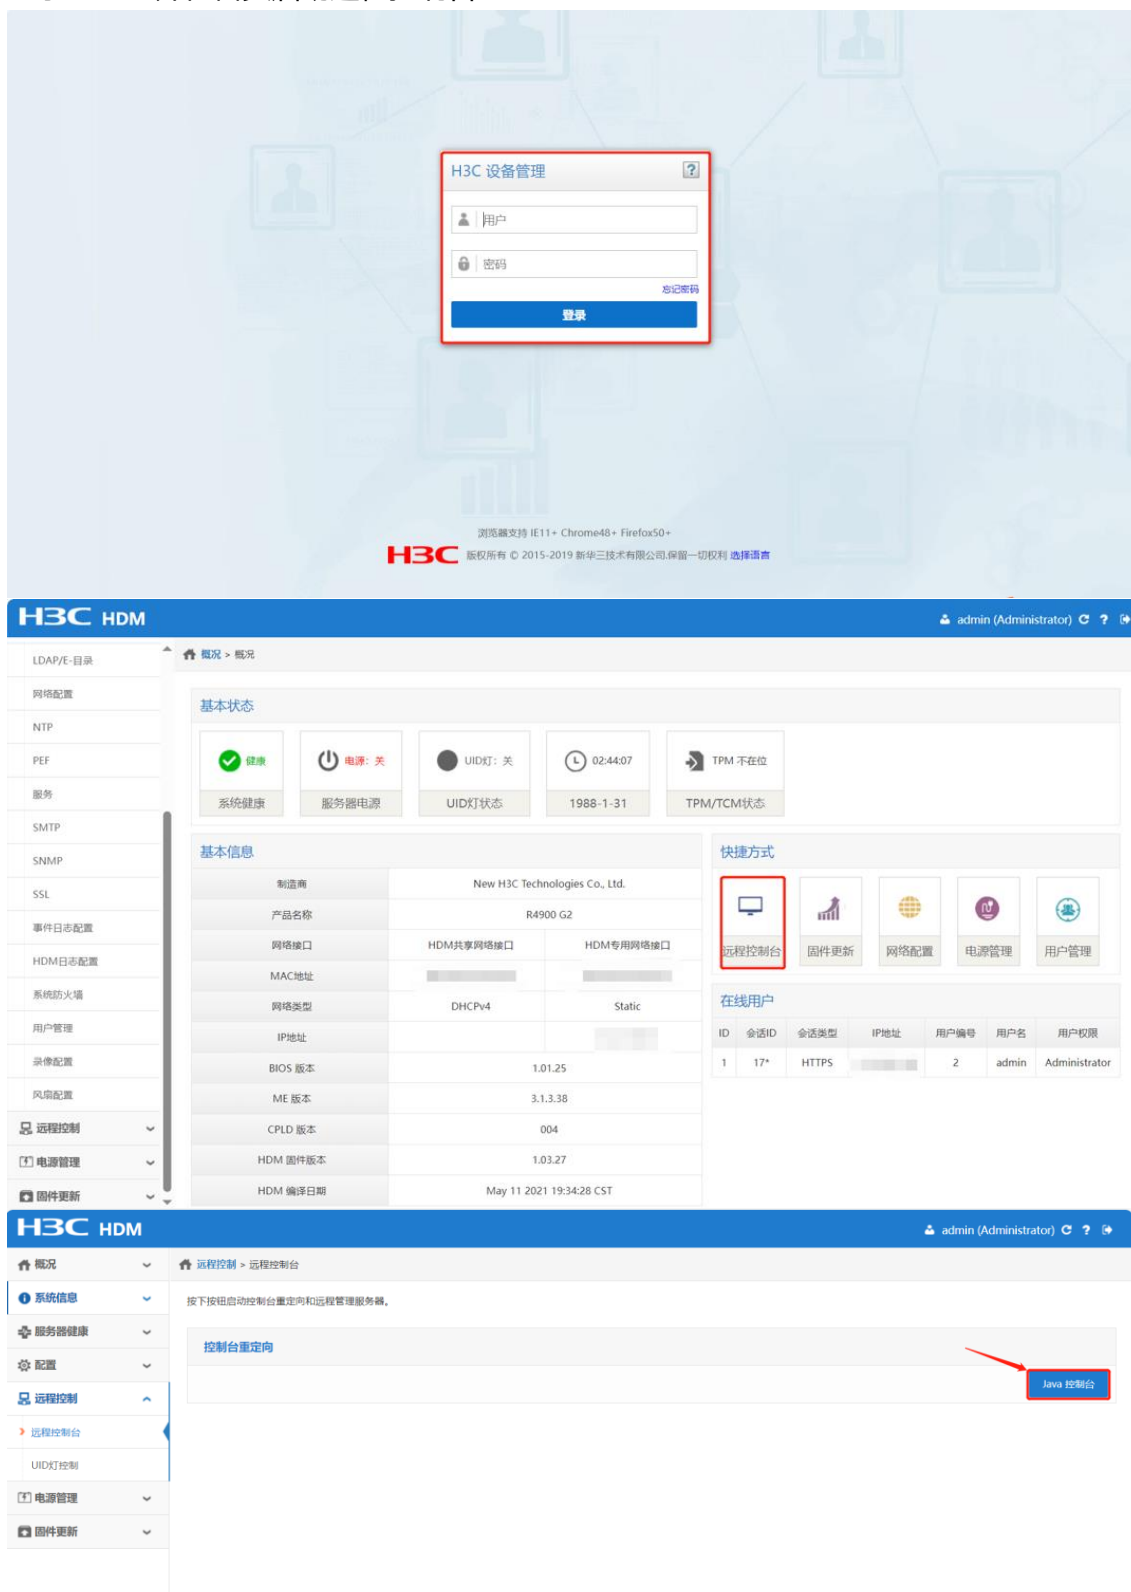 H3C 设备管理
?
用户
密码
忘记密码
登录
浏览器支持 IE11+ Chrome48+ Firefox50+
H3C 版权所有 © 2015-2019 新华三技术有限公司.保留一切权利 选择语言
H3C HDM
admin (Administrator) ?
LDAP/E-目录
网络配置
NTP
PEF
服务
SMTP
SNMP
SSL
事件日志配置
HDM日志配置
系统防火墙
用户管理
录像配置
风扇配置
远程控制
电源管理
固件更新
概况 > 概况
基本状态
健康
电源: 关
UID灯: 关
02:44:07
TPM 不在位
系统健康
服务器电源
UID灯状态
1988-1-31
TPM/TCM状态
基本信息
制造商 New H3C Technologies Co., Ltd.
产品名称 R4900 G2
网络接口 HDM共享网络接口 HDM专用网络接口
MAC地址
网络类型 DHCPv4 Static
IP地址
BIOS 版本 1.01.25
ME 版本 3.1.3.38
CPLD 版本 004
HDM 固件版本 1.03.27
HDM 编译日期 May 11 2021 19:34:28 CST
快捷方式
远程控制台 固件更新 网络配置 电源管理 用户管理
在线用户
ID 会话ID 会话类型 IP地址 用户编号 用户名 用户权限
1 17* HTTPS 2 admin Administrator
H3C HDM
admin (Administrator) ?
概况
系统信息
服务器健康
配置
远程控制
远程控制台
UID灯控制
电源管理
固件更新
远程控制 > 远程控制台
按下按钮启动控制台重定向和远程管理服务器。
控制台重定向
Java 控制台